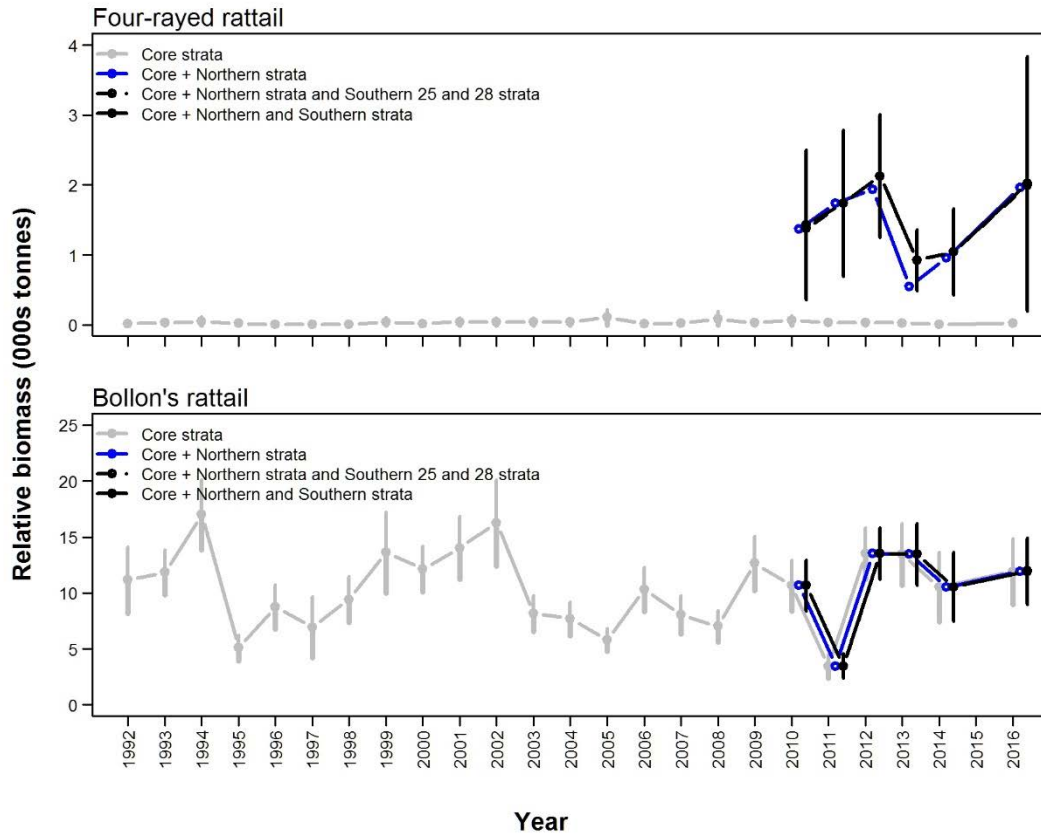 Four-rayed rattail
4
3
2
1
0
Core strata
Core + Northern strata
Core + Northern strata and Southern 25 and 28 strata
Core + Northern and Southern strata
Relative biomass (000s tonnes)
Bollon's rattail
25
20
15
10
5
0
Core strata
Core + Northern strata
Core + Northern strata and Southern 25 and 28 strata
Core + Northern and Southern strata
1992 1993 1994 1995 1996 1997 1998 1999 2000 2001 2002 2003 2004 2005 2006 2007 2008 2009 2010 2011 2012 2013 2014 2016
Year